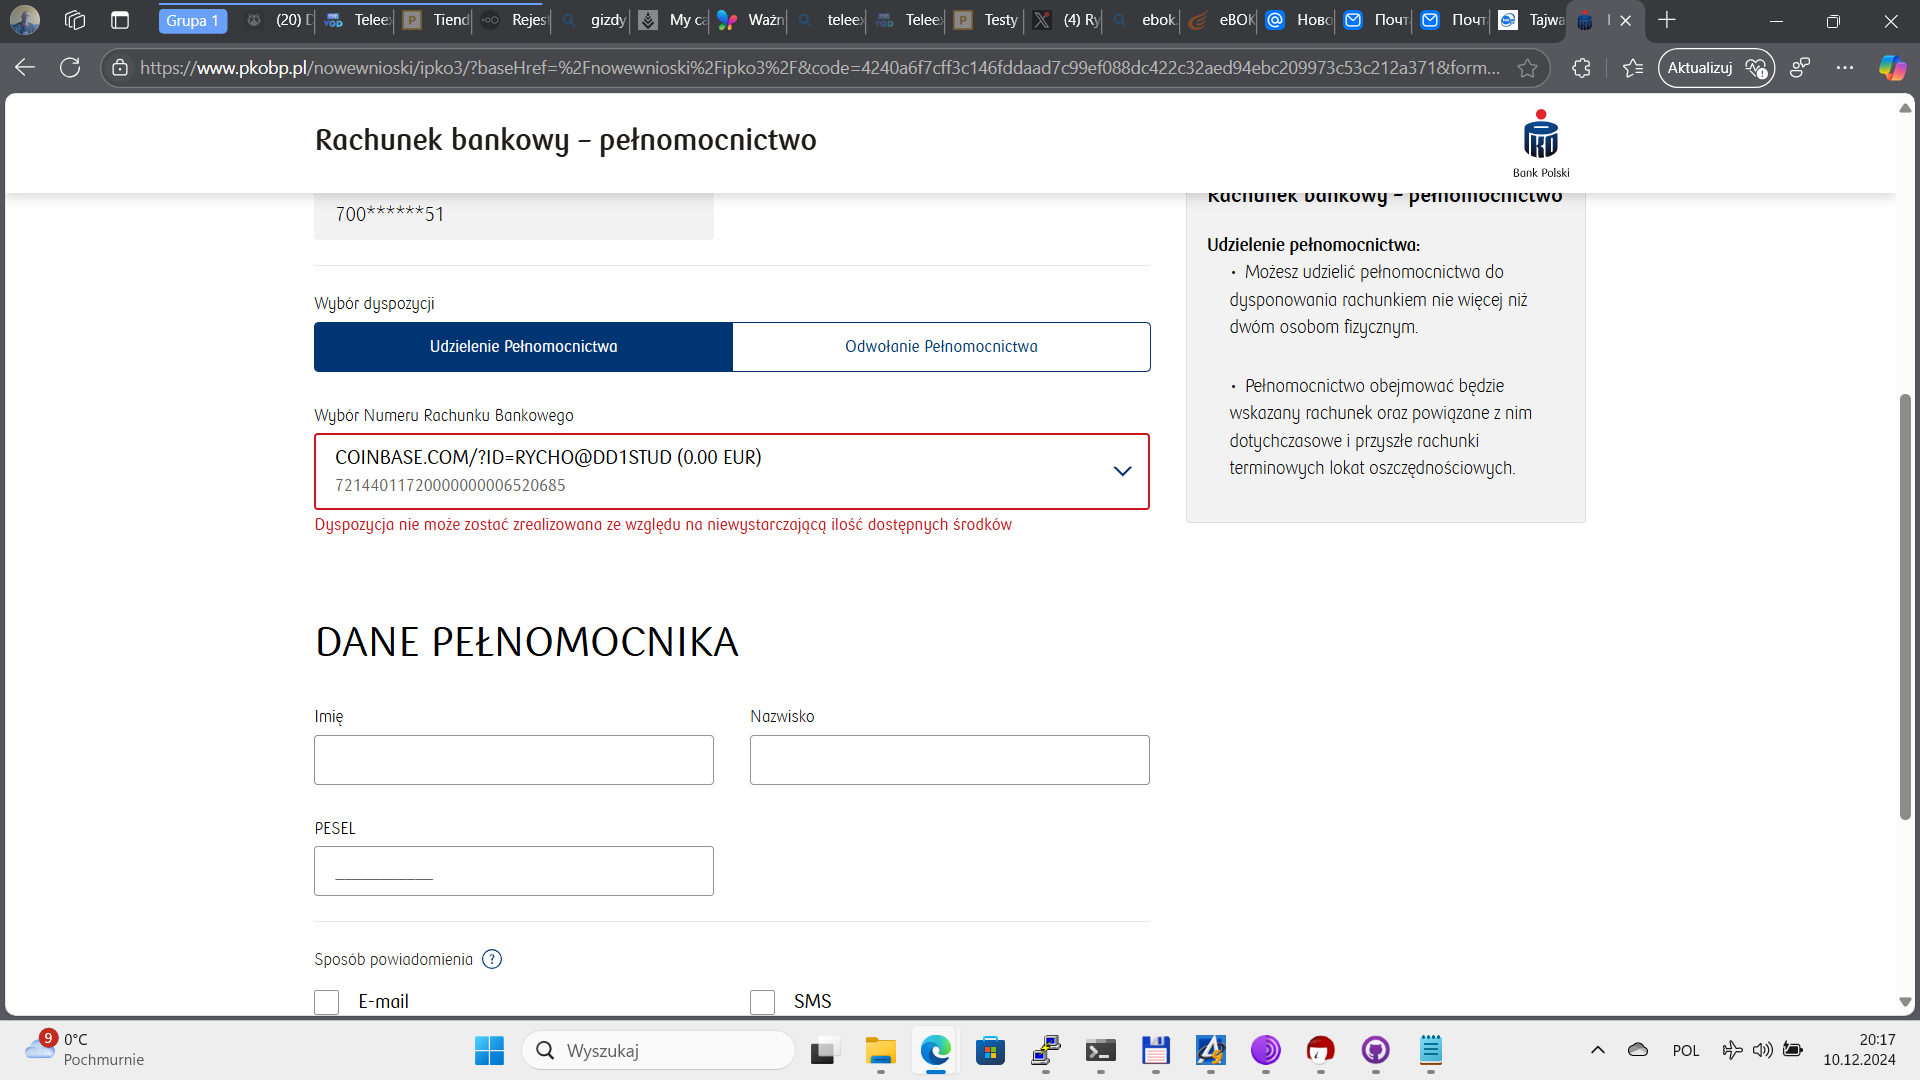 Grupa 1
(20) D
Teleex
Tiend
Rejest
gizdy
My ca
Ważn
teleex
Teleex
Testy
(4) Ry
ebok.
eBOK
Ново
Почт
Почт
Tajwa
https://www.pkobp.pl/nowewnioski/ipko3/?baseHref=%2Fnowewnioski%2Fipko3%2F&code=4240a6f7cff3c146fddaad7c99ef088dc422c32aed94ebc209973c53c212a371&form...
Aktualizuj
Rachunek bankowy – pełnomocnictwo
Bank Polski
700******51
Wybór dyspozycji
Udzielenie Pełnomocnictwa
Odwołanie Pełnomocnictwa
Wybór Numeru Rachunku Bankowego
COINBASE.COM/?ID=RYCHO@DD1STUD (0.00 EUR)
72144011720000000006520685
Dyspozycja nie może zostać zrealizowana ze względu na niewystarczającą ilość dostępnych środków
Rachunek bankowy – pełnomocnictwo
Udzielenie pełnomocnictwa:
• Możesz udzielić pełnomocnictwa do
dysponowania rachunkiem nie więcej niż
dwóm osobom fizycznym.
• Pełnomocnictwo obejmować będzie
wskazany rachunek oraz powiązane z nim
dotychczasowe i przyszłe rachunki
terminowych lokat oszczędnościowych.
DANE PEŁNOMOCNIKA
Imię
Nazwisko
PESEL
___________
Sposób powiadomienia ?
E-mail
SMS
9
0°C
Pochmurnie
Wyszukaj
POL
20:17
10.12.2024